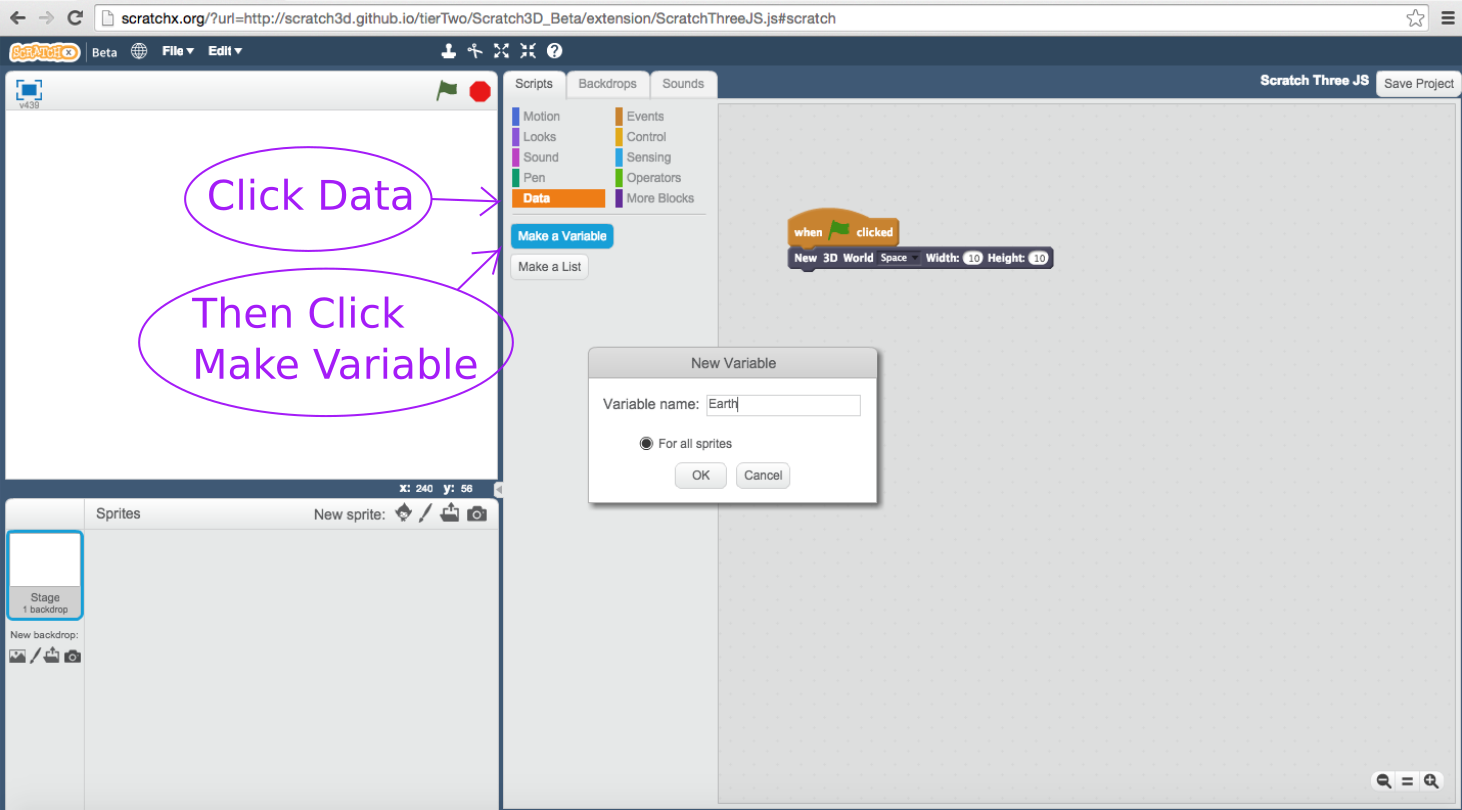 scratchx.org/?url=http://scratch3d.github.io/tierTwo/Scratch3D_Beta/extension/ScratchThreeJS.js#scratch
SCRATCHX Beta File Edit
v439
Scripts Backdrops Sounds
Scratch Three JS Save Project
Motion Events
Looks Control
Sound Sensing
Pen Operators
Data More Blocks
Make a Variable
Make a List
Click Data
Then Click
Make Variable
when clicked
New 3D World Space Width: 10 Height: 10
New Variable
Variable name: Earth
For all sprites
OK Cancel
x: 240 y: 56
Sprites New sprite:
Stage
1 backdrop
New backdrop: